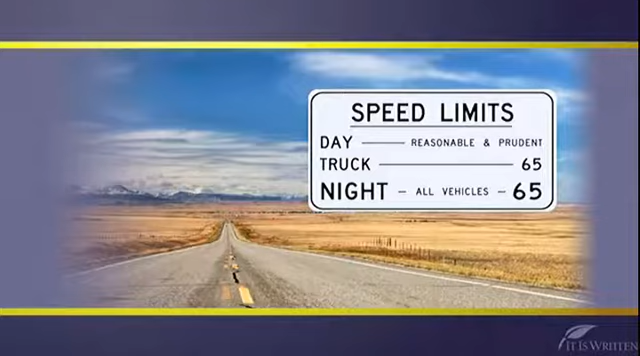 SPEED LIMITS
DAY — REASONABLE & PRUDENT
TRUCK — 65
NIGHT – ALL VEHICLES – 65
IT IS WRITTEN